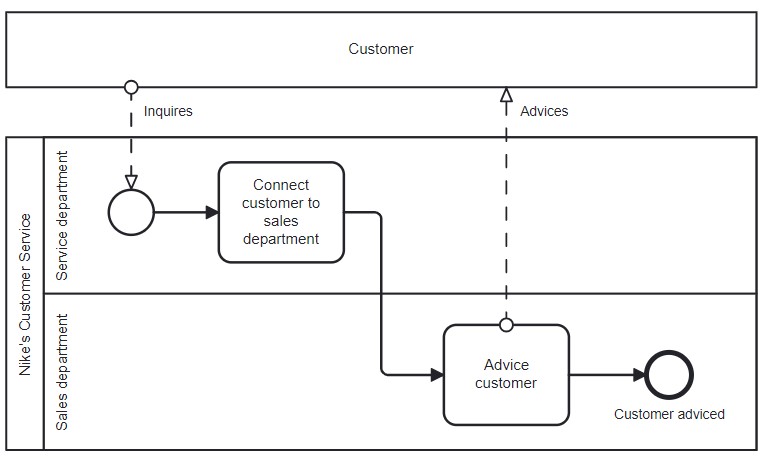 Customer
Inquires
Advices
Nike's Customer Service
Service department
Connect
customer to
sales
department
Sales department
Advice
customer
Customer adviced